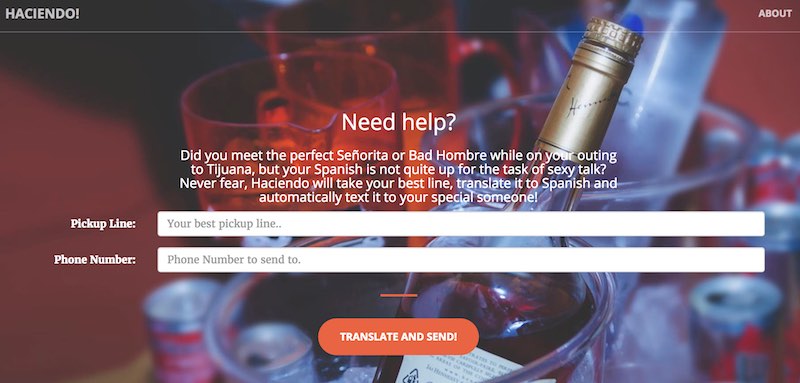 HACIENDO!
ABOUT
Need help?
Did you meet the perfect Señorita or Bad Hombre while on your outing
to Tijuana, but your Spanish is not quite up for the task of sexy talk?
Never fear, Haciendo will take your best line, translate it to Spanish and
automatically text it to your special someone!
Pickup Line:
Your best pickup line..
Phone Number:
Phone Number to send to.
TRANSLATE AND SEND!